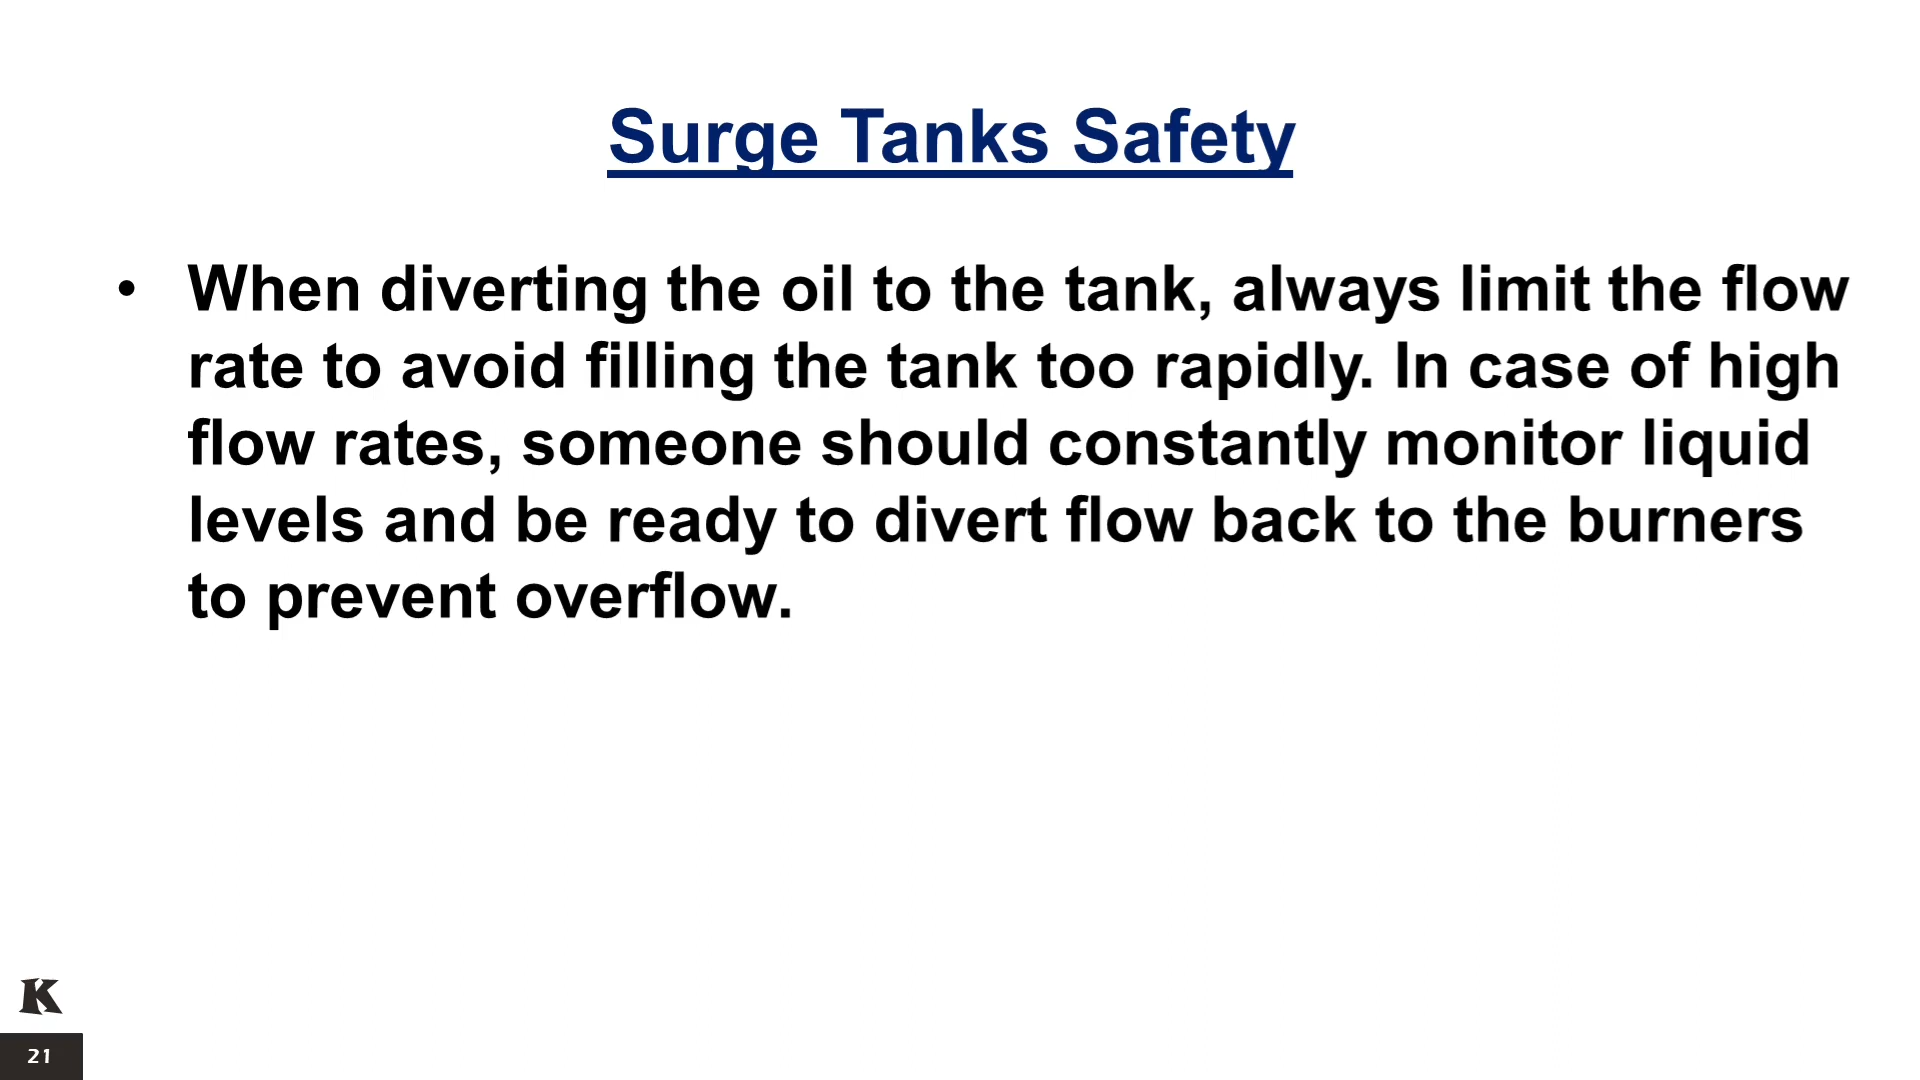 Surge Tanks Safety
• When diverting the oil to the tank, always limit the flow
rate to avoid filling the tank too rapidly. In case of high
flow rates, someone should constantly monitor liquid
levels and be ready to divert flow back to the burners
to prevent overflow.
K
21